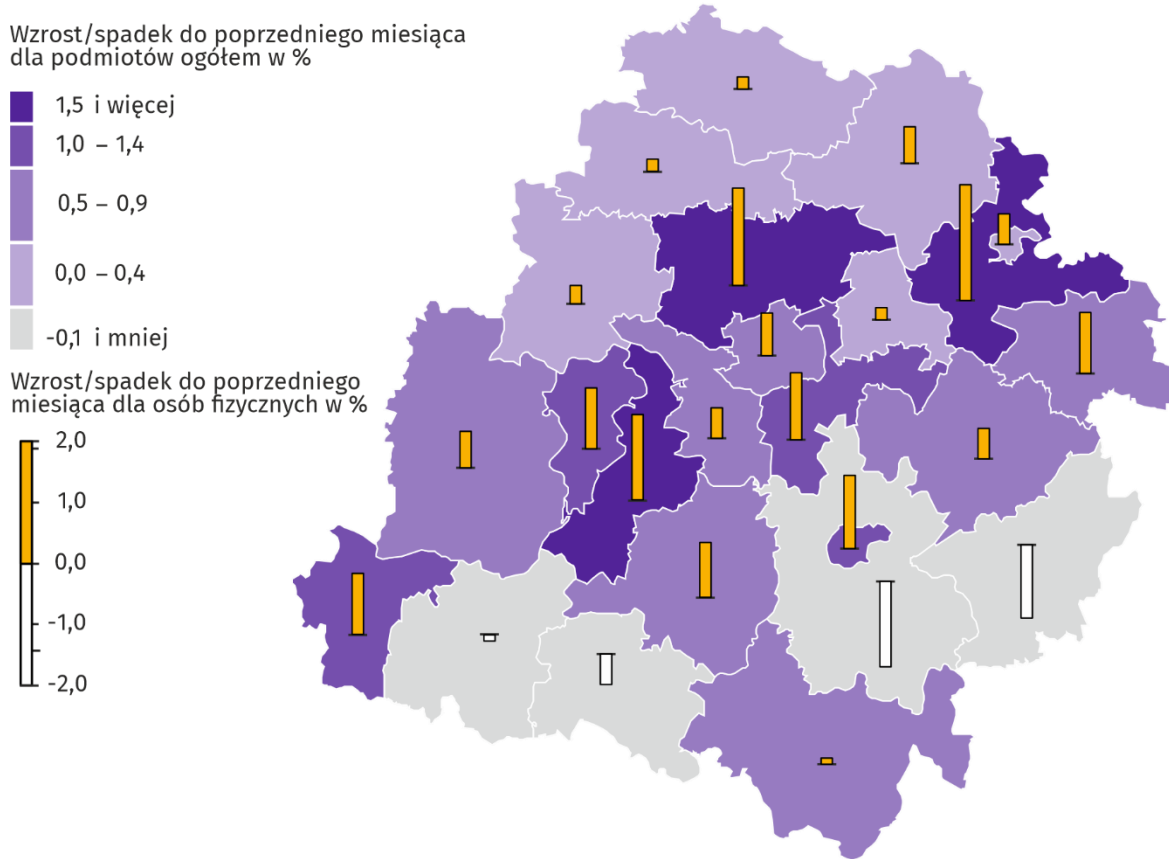 Wzrost/spadek do poprzedniego miesiąca
dla podmiotów ogółem w %
1,5 i więcej
1,0 – 1,4
0,5 – 0,9
0,0 – 0,4
-0,1 i mniej
Wzrost/spadek do poprzedniego
miesiąca dla osób fizycznych w %
2,0
1,0
0,0
-1,0
-2,0